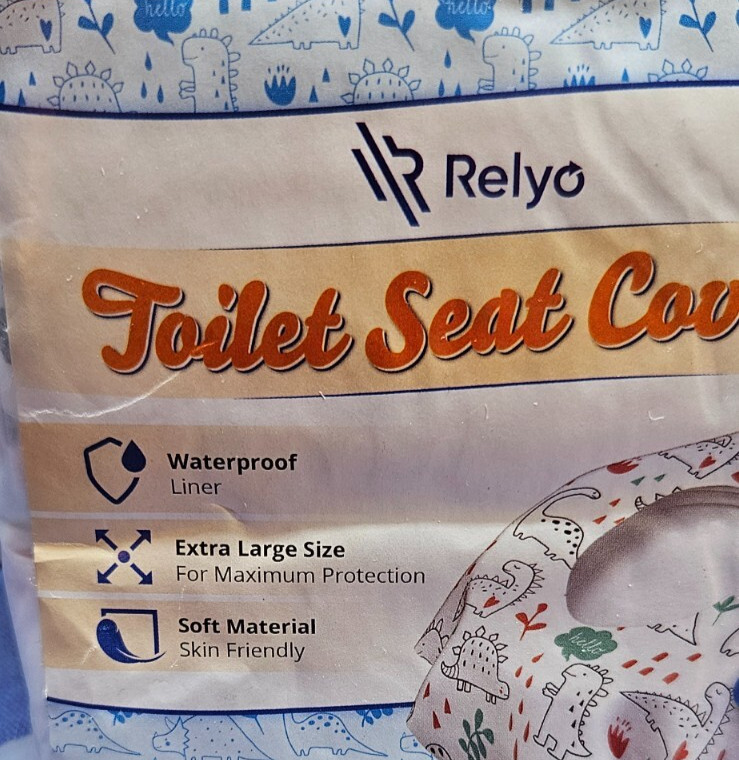 hello hello
Relyo
Toilet Seat Cov
Waterproof
Liner
Extra Large Size
For Maximum Protection
Soft Material
Skin Friendly
hello